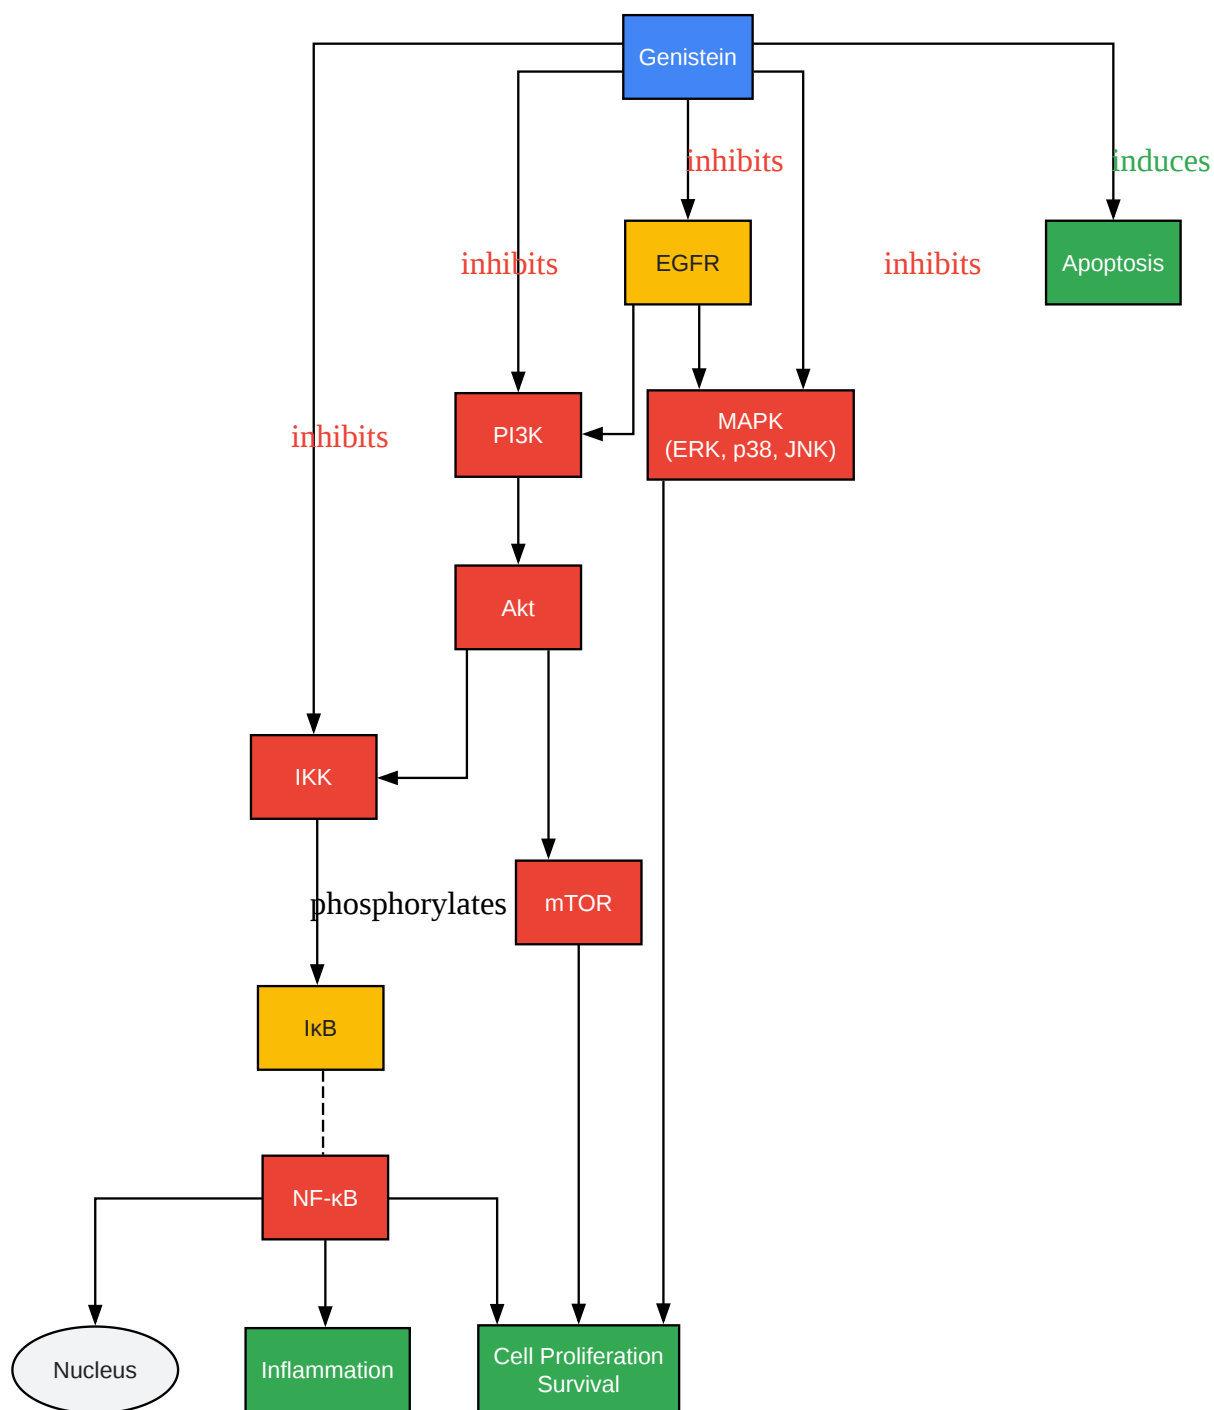 Genistein
inhibits
induces
inhibits
EGFR
inhibits
Apoptosis
inhibits
PI3K
MAPK
(ERK, p38, JNK)
Akt
IKK
phosphorylates
mTOR
IκB
NF-κB
Nucleus
Inflammation
Cell Proliferation
Survival